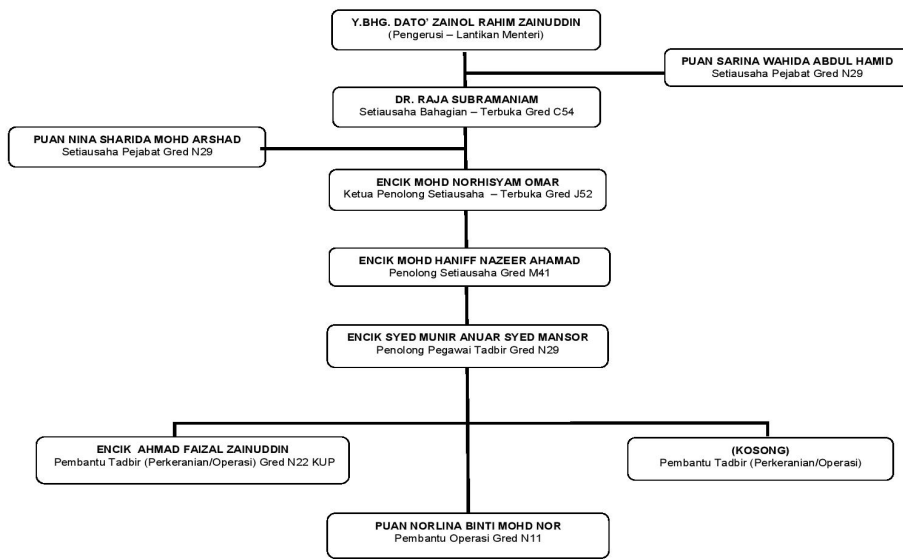 Y.BHG. DATO' ZAINOL RAHIM ZAINUDDIN
(Pengerusi – Lantikan Menteri)
PUAN SARINA WAHIDA ABDUL HAMID
Setiausaha Pejabat Gred N29
DR. RAJA SUBRAMANIAM
Setiausaha Bahagian – Terbuka Gred C54
PUAN NINA SHARIDA MOHD ARSHAD
Setiausaha Pejabat Gred N29
ENCIK MOHD NORHISYAM OMAR
Ketua Penolong Setiausaha – Terbuka Gred J52
ENCIK MOHD HANIFF NAZEER AHAMAD
Penolong Setiausaha Gred M41
ENCIK SYED MUNIR ANUAR SYED MANSOR
Penolong Pegawai Tadbir Gred N29
ENCIK AHMAD FAIZAL ZAINUDDIN
Pembantu Tadbir (Perkeranian/Operasi) Gred N22 KUP
(KOSONG)
Pembantu Tadbir (Perkeranian/Operasi)
PUAN NORLINA BINTI MOHD NOR
Pembantu Operasi Gred N11